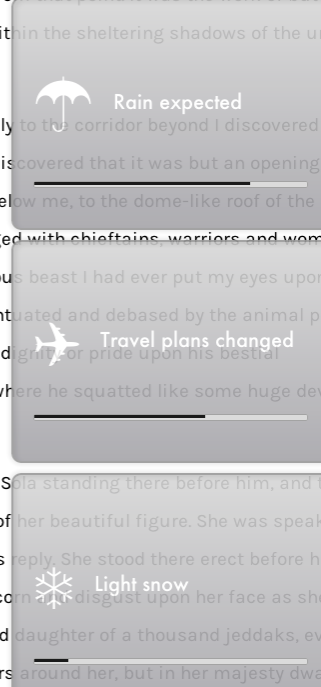 within the sheltering shadows of the
Rain expected
ly to the corridor beyond I discovered
iscovered that it was but an opening
elow me, to the dome-like roof of the
ged with chieftains, warriors and wom
us beast I had ever put my eyes upon
ntuated and debased by the animal p
Travel plans changed
dignity or pride upon his bestial
where he squatted like some huge dev
Sola standing there before him, and t
of her beautiful figure. She was speak
s reply. She stood there erect before h
Light snow
corn and disgust upon her face as she
d daughter of a thousand jeddaks, ev
rs around her, but in her majesty dwa